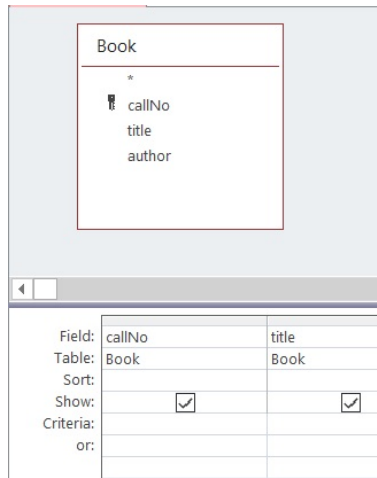 Book
*
callNo
title
author
Field: callNo title
Table: Book Book
Sort:
Show:
Criteria:
or: